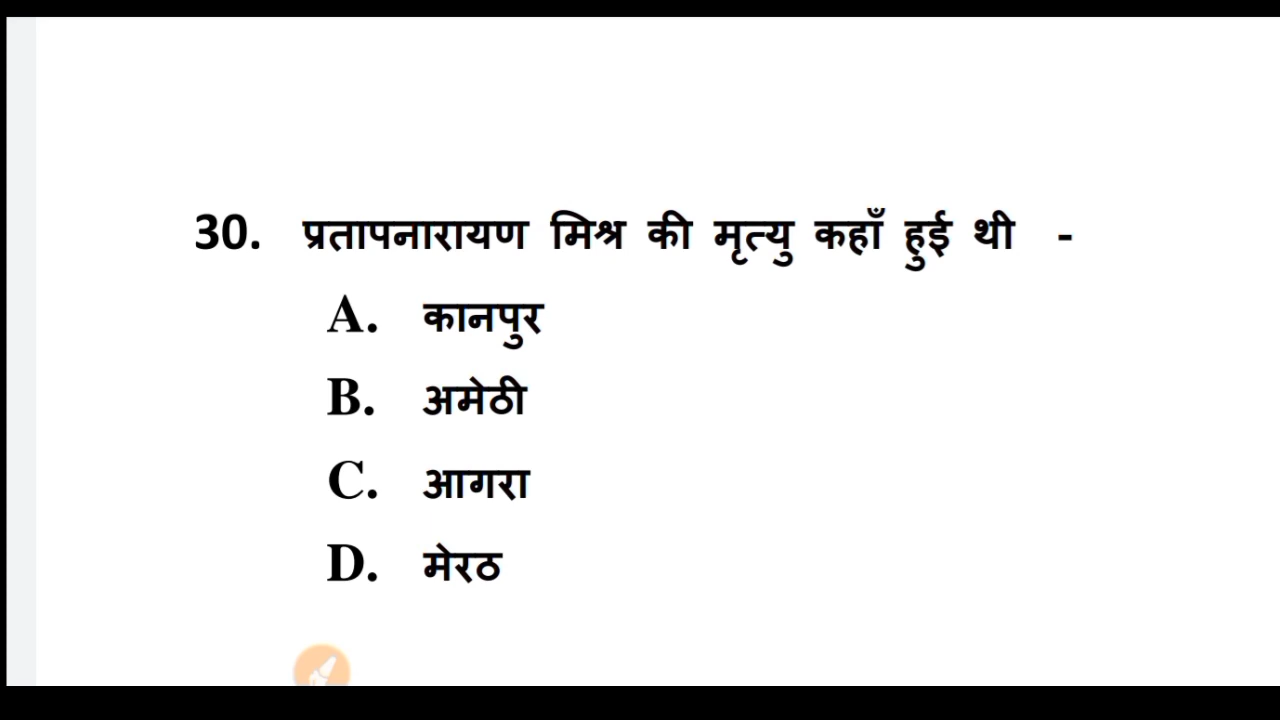 30. प्रतापनारायण मिश्र की मृत्यु कहाँ हुई थी -
A. कानपुर
B. अमेठी
C. आगरा
D. मेरठ